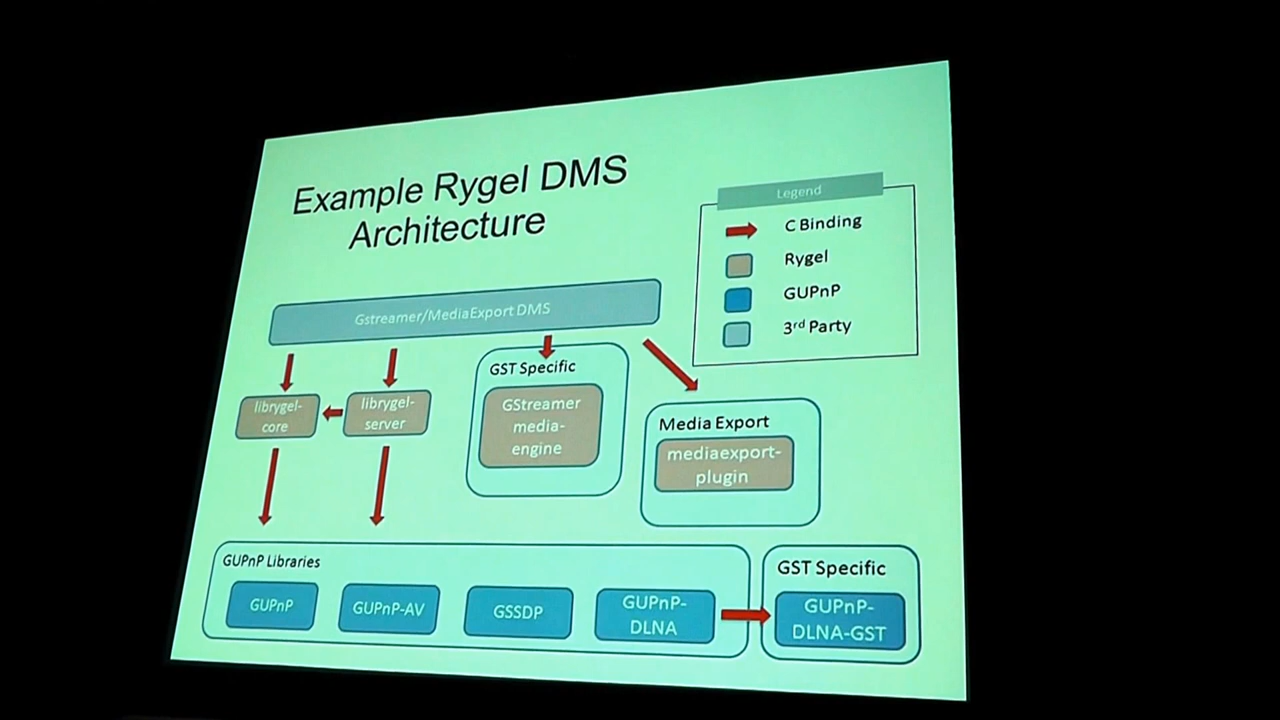 Example Rygel DMS
Architecture
Legend
C Binding
Rygel
GUPnP
3rd Party
Gstreamer/MediaExport DMS
librygel-
core
librygel-
server
GST Specific
GStreamer
media-
engine
Media Export
mediaexport-
plugin
GUPnP Libraries
GUPnP
GUPnP-AV
GSSDP
GUPnP-
DLNA
GST Specific
GUPnP-
DLNA-GST